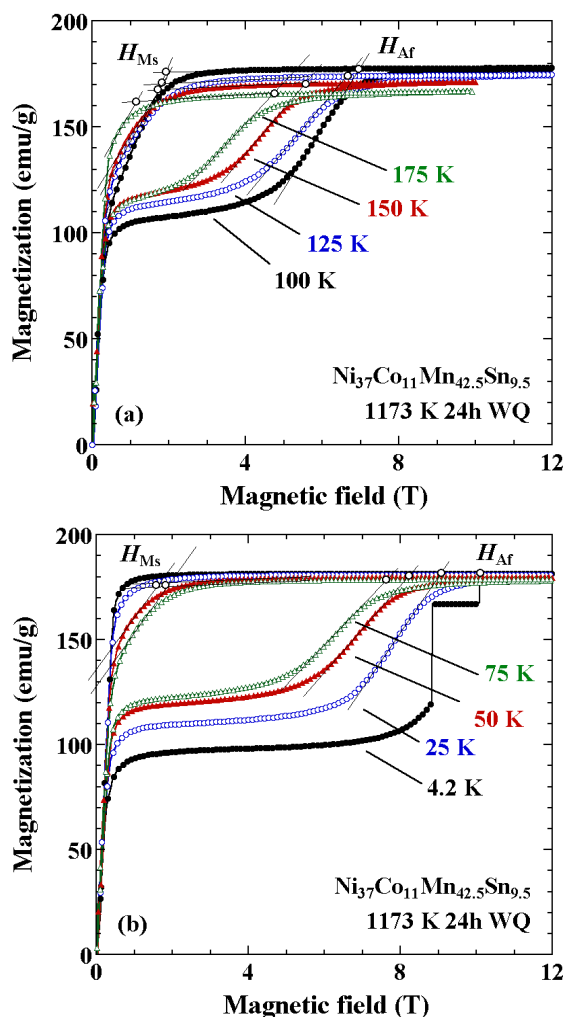 200
150
100
50
0
Magnetization (emu/g)
H_Ms
H_Af
175 K
150 K
125 K
100 K
Ni37Co11Mn42.5Sn9.5
(a)
1173 K 24h WQ
0 4 8 12
Magnetic field (T)
200
150
100
50
0
Magnetization (emu/g)
H_Ms
H_Af
75 K
50 K
25 K
4.2 K
Ni37Co11Mn42.5Sn9.5
(b)
1173 K 24h WQ
0 4 8 12
Magnetic field (T)